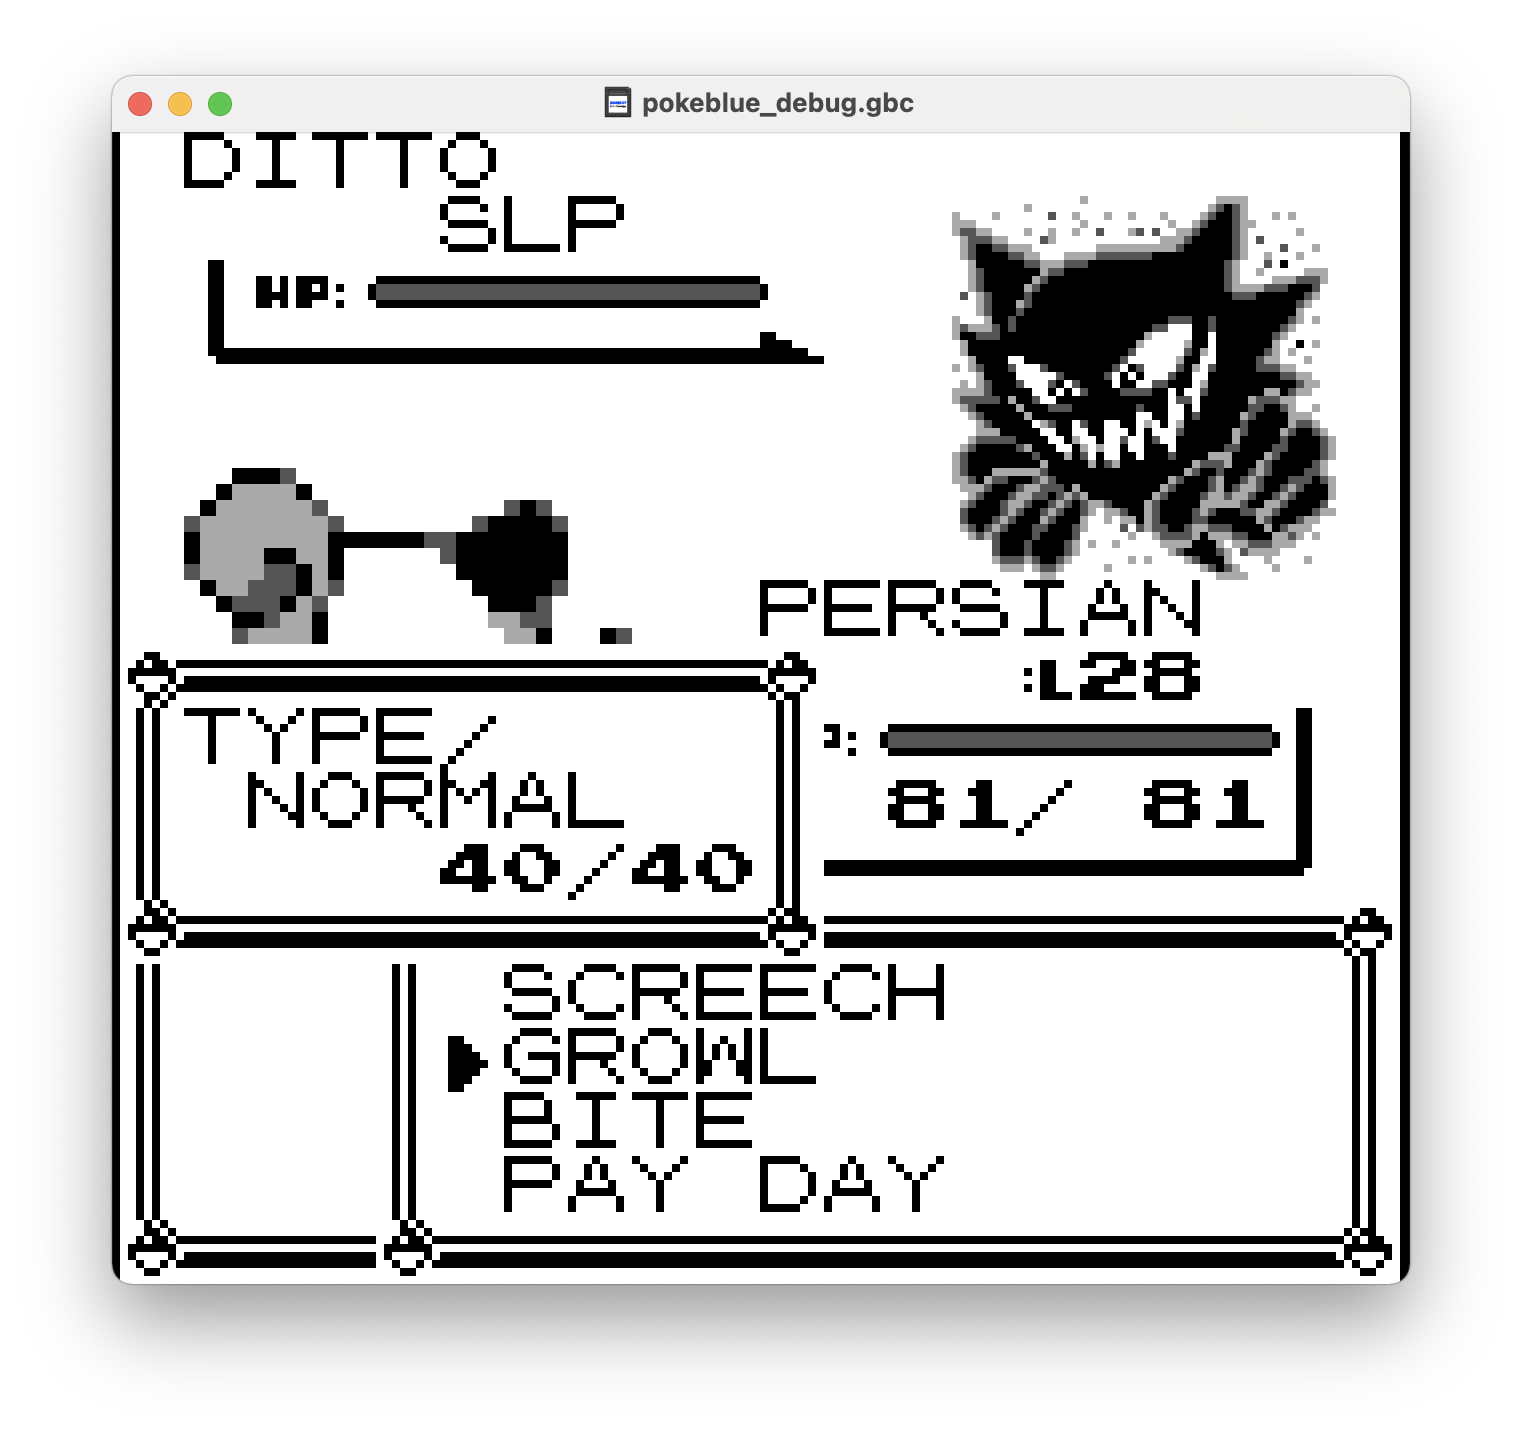 pokeblue_debug.gbc
DITTO
SLP
HP:
PERSIAN
:L28
P:
81/ 81
TYPE/
NORMAL
40/40
SCREECH
GROWL
BITE
PAY DAY